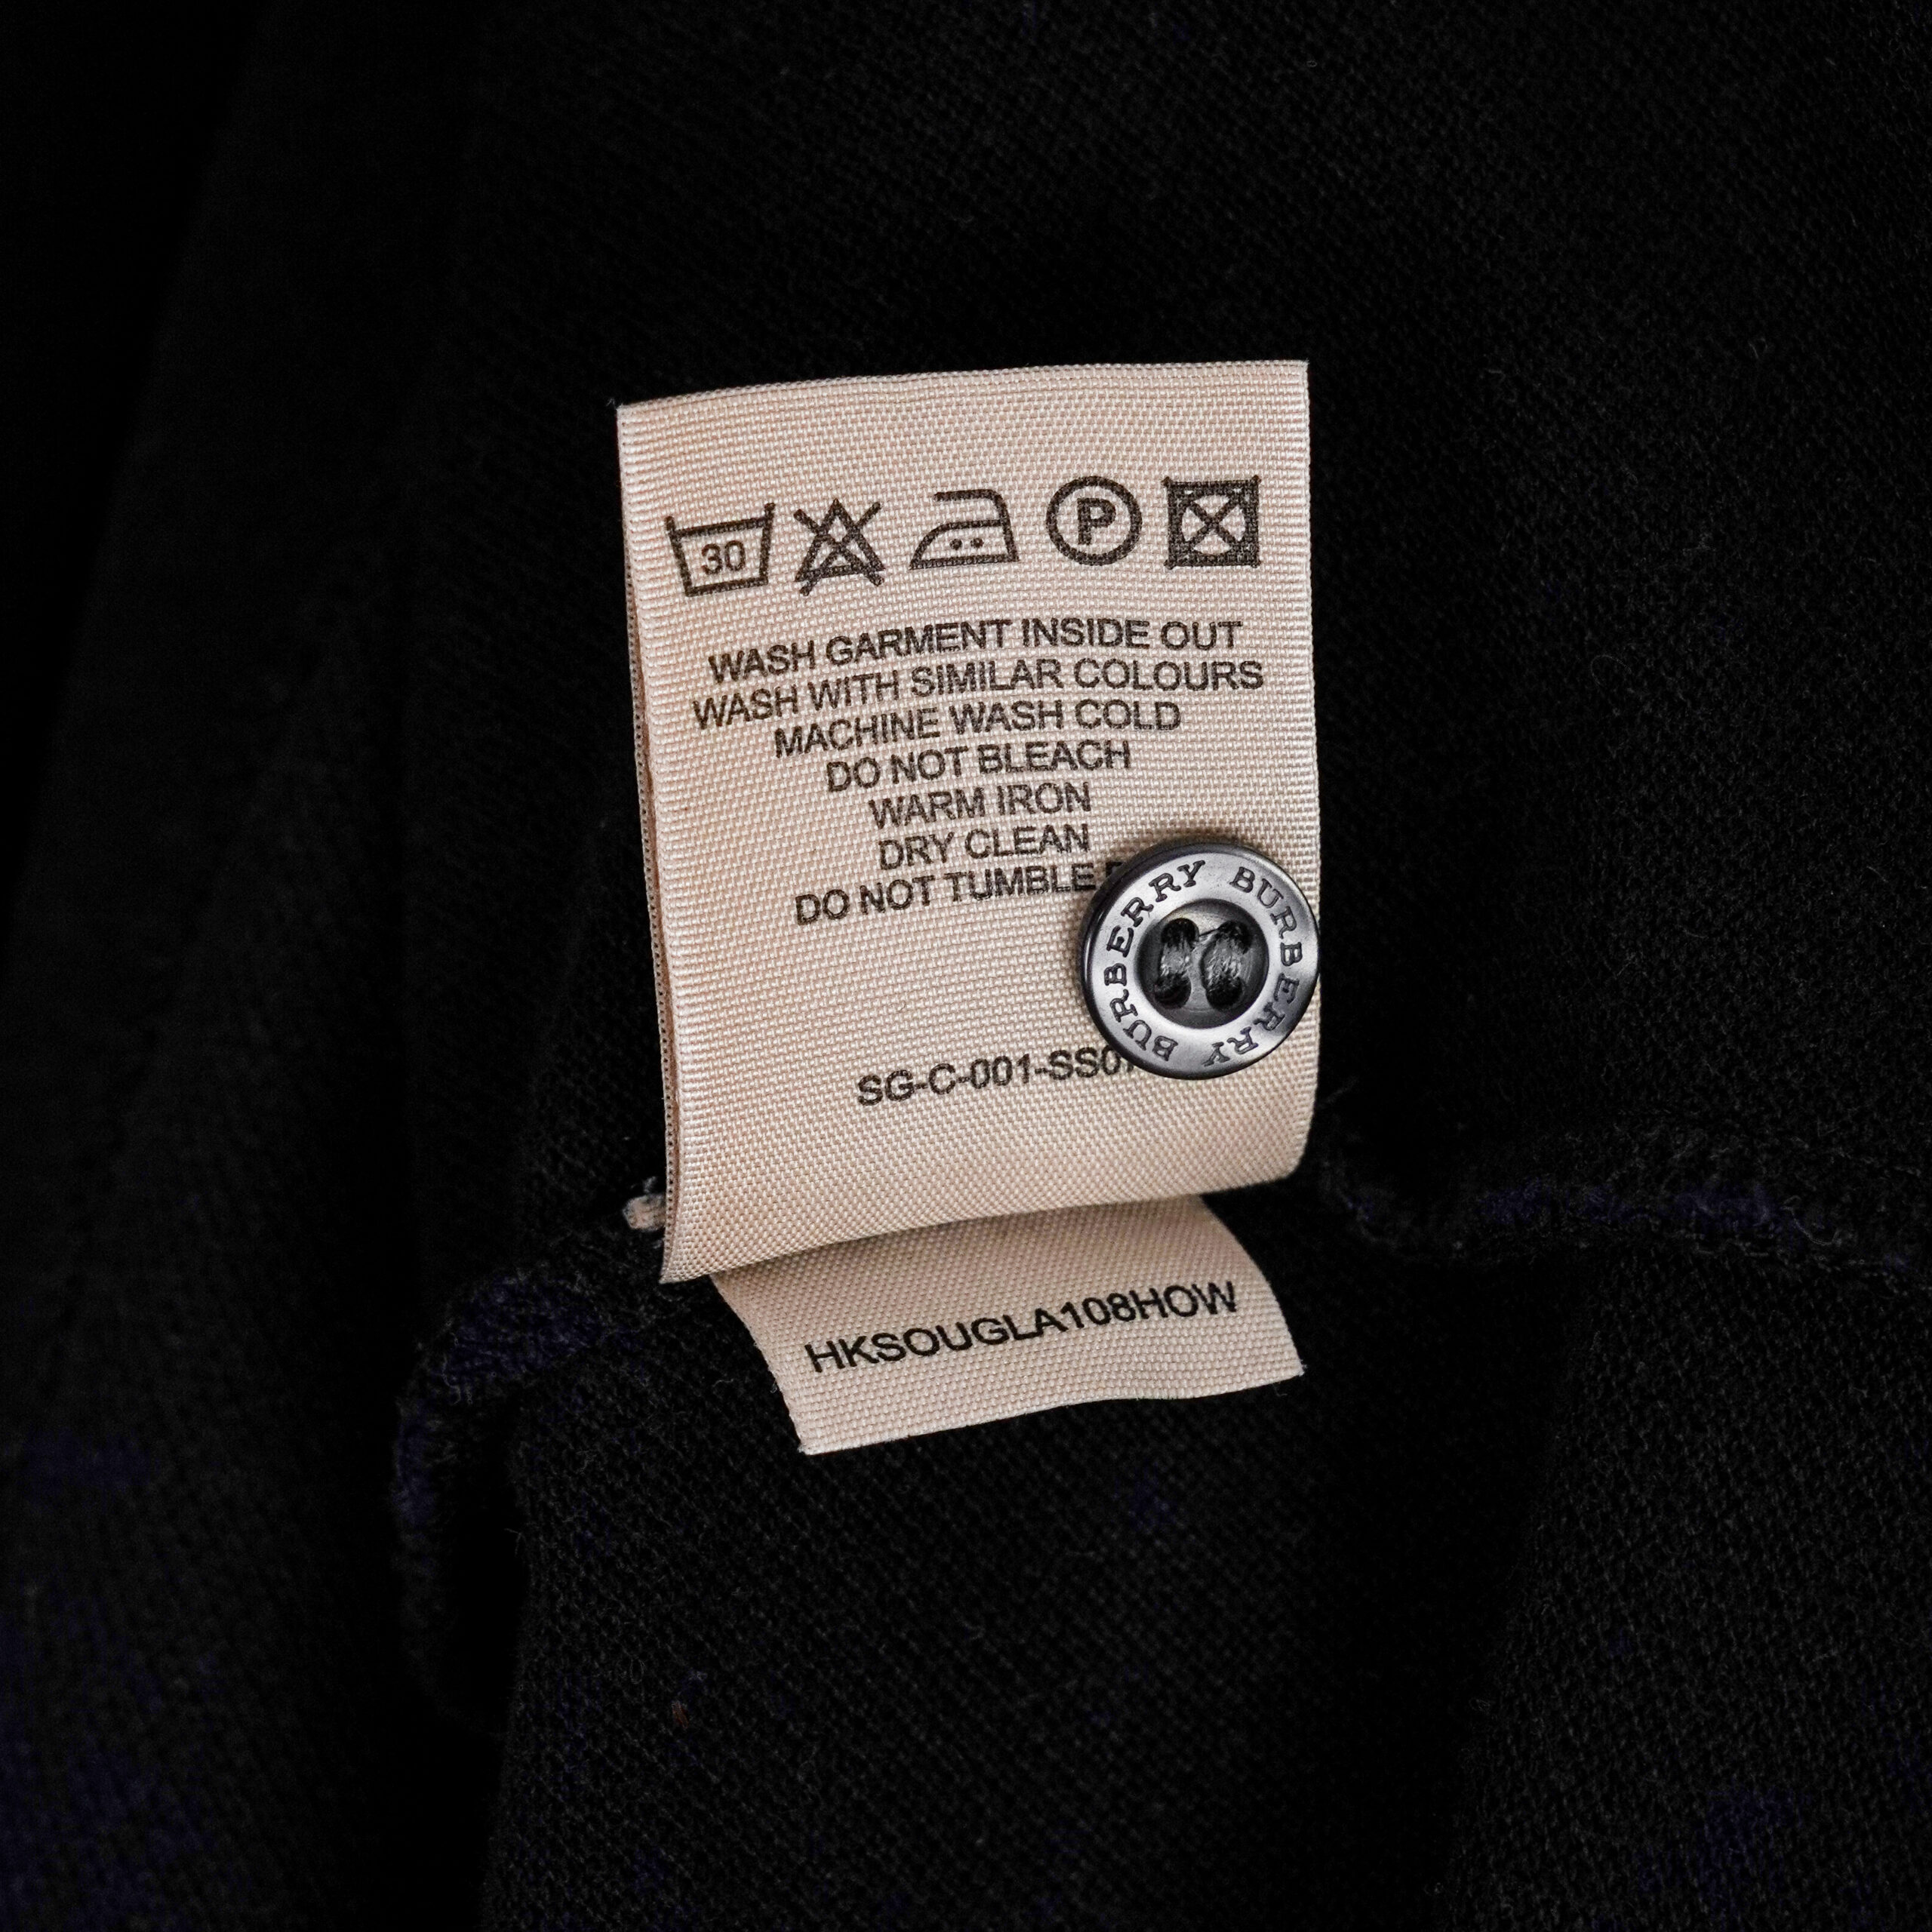 30
P
WASH GARMENT INSIDE OUT
WASH WITH SIMILAR COLOURS
MACHINE WASH COLD
DO NOT BLEACH
WARM IRON
DRY CLEAN
DO NOT TUMBLE
BURBERRY BURBERRY
SG-C-001-SS07
HKSOUGLA108HOW